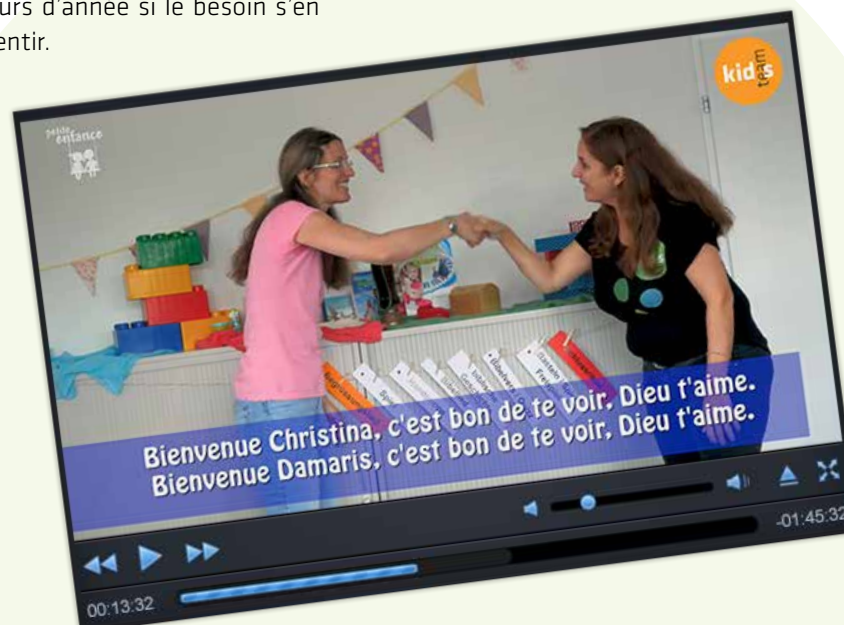 urs d'année si le besoin s'en
entir.
petite
enfance
kids
team
Bienvenue Christina, c'est bon de te voir, Dieu t'aime.
Bienvenue Damaris, c'est bon de te voir, Dieu t'aime.
00:13:32
-01:45:32